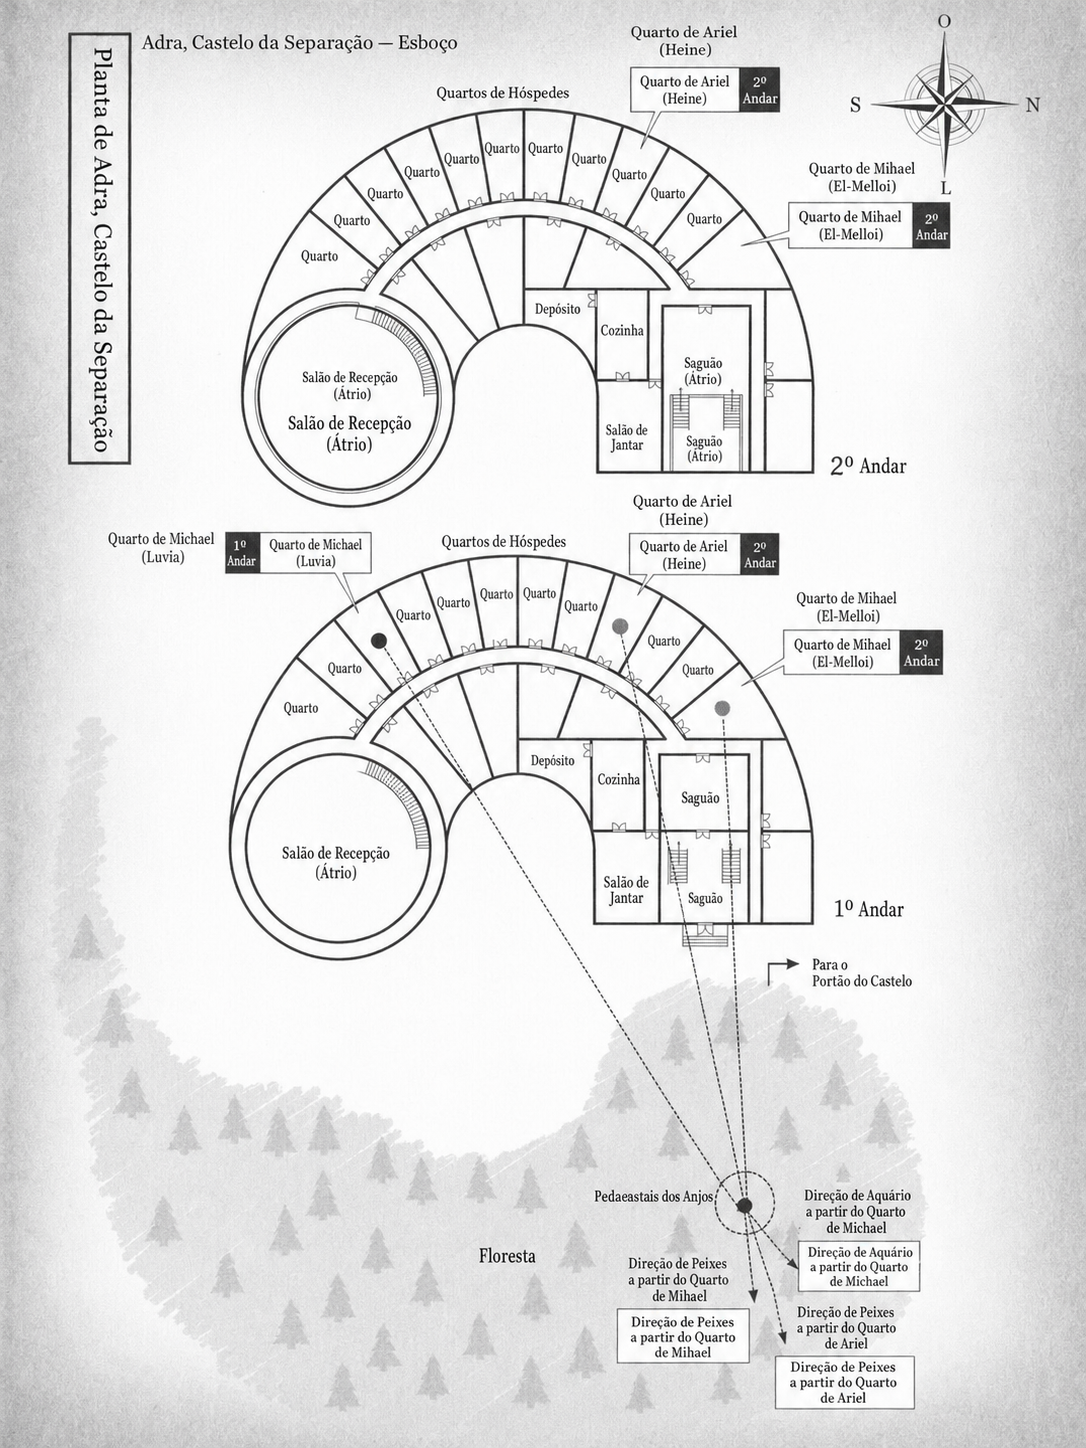 Planta de Adra, Castelo da Separação
Adra, Castelo da Separação — Esboço
O
S
N
L
Quarto de Ariel
(Heine)
Quarto de Ariel
(Heine)
2º
Andar
Quartos de Hóspedes
Quarto de Mihael
(El-Melloi)
Quarto de Mihael
(El-Melloi)
2º
Andar
Quarto
Quarto
Quarto
Quarto
Quarto
Quarto
Quarto
Quarto
Quarto
Quarto
Quarto
Depósito
Cozinha
Saguão
(Átrio)
Salão de Recepção
(Átrio)
Salão de Recepção
(Átrio)
Salão de
Jantar
Saguão
(Átrio)
2º Andar
Quarto de Ariel
(Heine)
Quarto de Michael
(Luvia)
1º
Andar
Quarto de Michael
(Luvia)
Quartos de Hóspedes
Quarto de Ariel
(Heine)
2º
Andar
Quarto de Mihael
(El-Melloi)
Quarto de Mihael
(El-Melloi)
2º
Andar
Quarto
Quarto
Quarto
Quarto
Quarto
Quarto
Quarto
Quarto
Quarto
Depósito
Cozinha
Saguão
Salão de Recepção
(Átrio)
Salão de
Jantar
Saguão
1º Andar
Para o
Portão do Castelo
Pedaeastais dos Anjos
Direção de Aquário
a partir do Quarto
de Michael
Direção de Aquário
a partir do Quarto
de Michael
Floresta
Direção de Peixes
a partir do Quarto
de Mihael
Direção de Peixes
a partir do Quarto
de Mihael
Direção de Peixes
a partir do Quarto
de Ariel
Direção de Peixes
a partir do Quarto
de Ariel